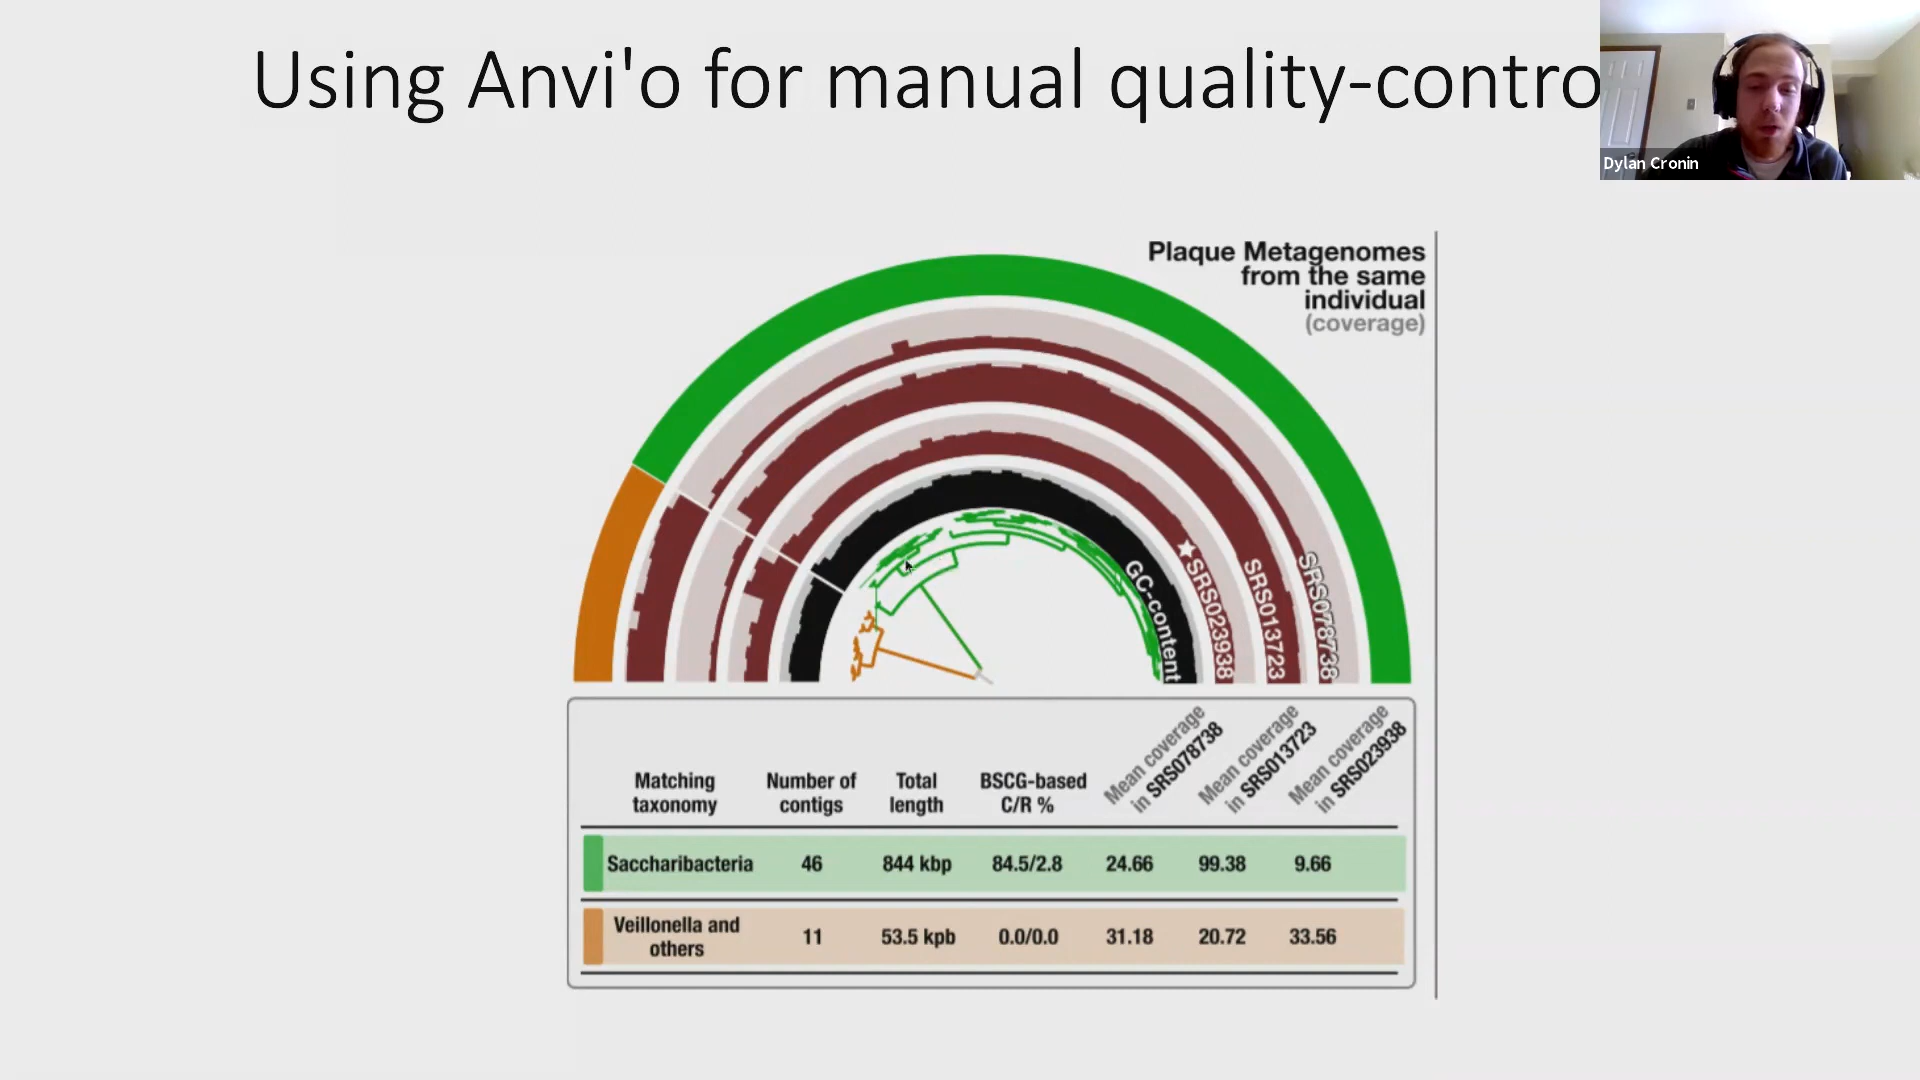 Using Anvi'o for manual quality-contro
Dylan Cronin
Plaque Metagenomes
from the same
individual
(coverage)
GC-content
SRS023938
SRS013723
SRS078738
Matching
taxonomy
Number of
contigs
Total
length
BSCG-based
C/R %
Mean coverage
in SRS078738
Mean coverage
in SRS013723
Mean coverage
in SRS023938
Saccharibacteria 46 844 kbp 84.5/2.8 24.66 99.38 9.66
Veillonella and
others
11 53.5 kpb 0.0/0.0 31.18 20.72 33.56